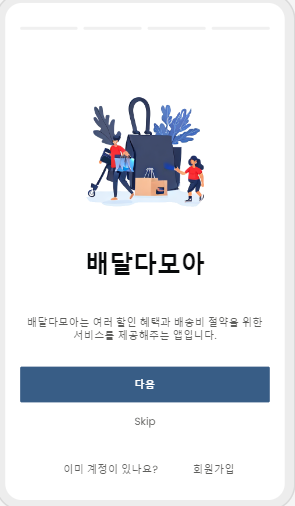 배달다모아
배달다모아는 여러 할인 혜택과 배송비 절약을 위한
서비스를 제공해주는 앱입니다.
다음
Skip
이미 계정이 있나요? 회원가입